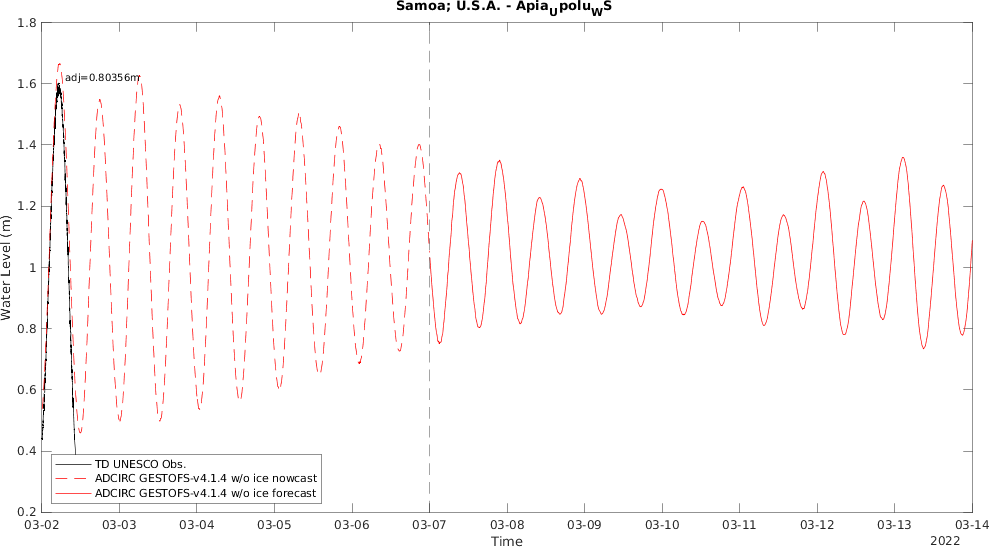 Samoa; U.S.A. - ApiaUpoluWS
adj=0.80356m
Water Level (m)
1.8
1.6
1.4
1.2
1
0.8
0.6
0.4
0.2
TD UNESCO Obs.
ADCIRC GESTOFS-v4.1.4 w/o ice nowcast
ADCIRC GESTOFS-v4.1.4 w/o ice forecast
03-02 03-03 03-04 03-05 03-06 03-07 03-08 03-09 03-10 03-11 03-12 03-13 03-14
Time
2022